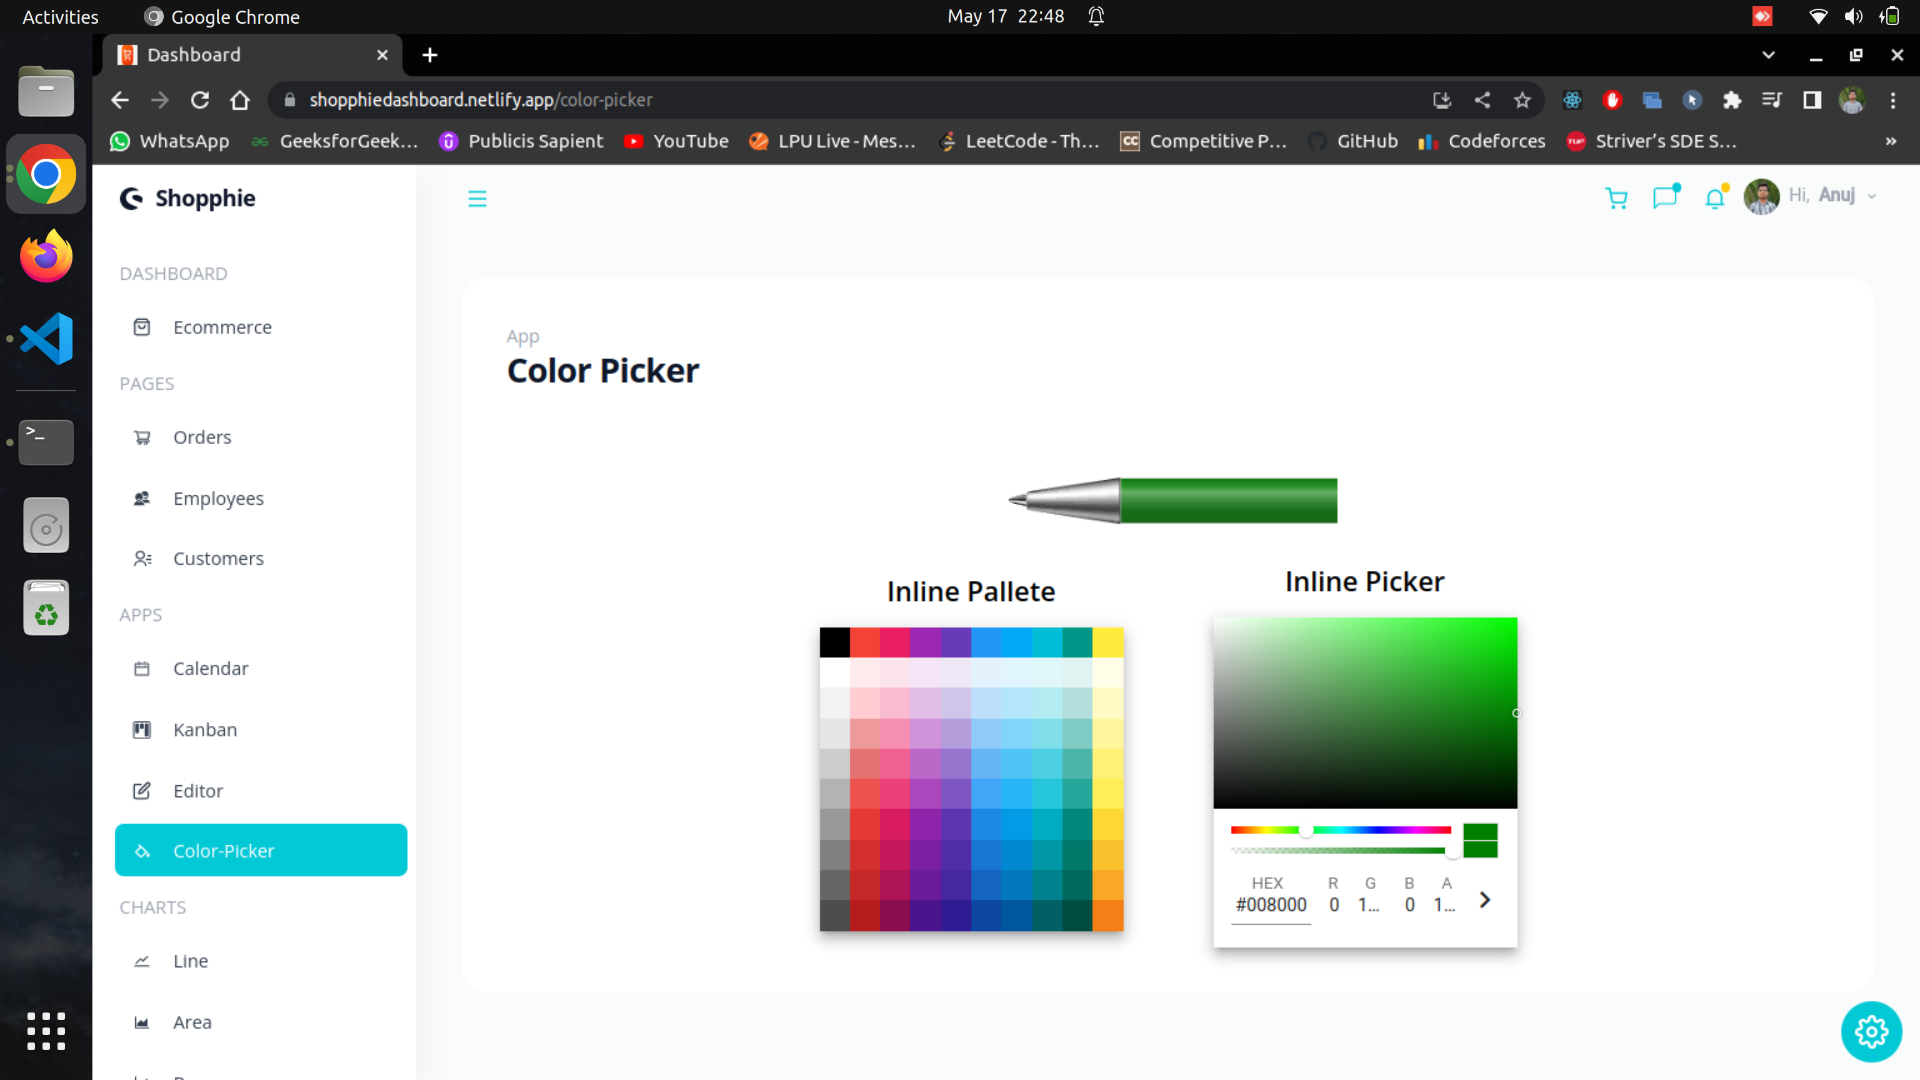 Activities
Google Chrome
May 17 22:48
Dashboard
shopphiedashboard.netlify.app/color-picker
WhatsApp
GeeksforGeek...
Publicis Sapient
YouTube
LPU Live - Mes...
LeetCode - Th...
CC
Competitive P...
GitHub
Codeforces
TUF
Striver's SDE S...
»
Shopphie
Hi, Anuj
DASHBOARD
Ecommerce
PAGES
Orders
Employees
Customers
APPS
Calendar
Kanban
Editor
Color-Picker
CHARTS
Line
Area
App
Color Picker
Inline Pallete
Inline Picker
HEX R G B A
#008000 0 1... 0 1...